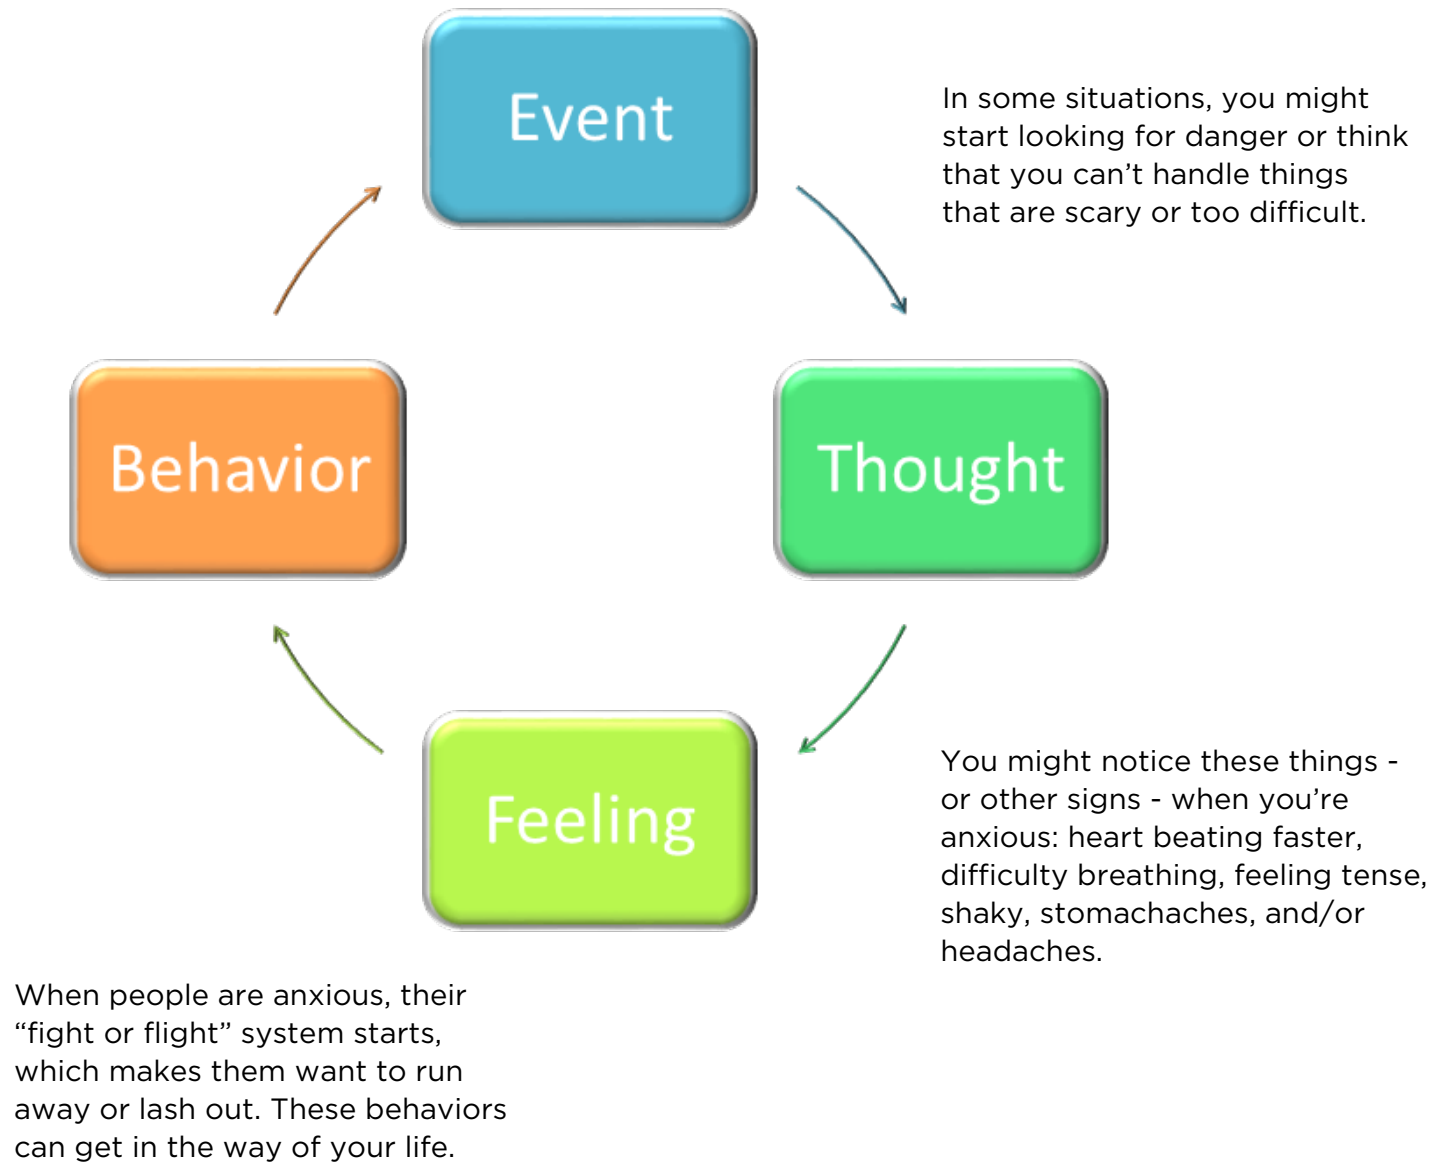 Event
In some situations, you might
start looking for danger or think
that you can’t handle things
that are scary or too difficult.
Behavior
Thought
Feeling
You might notice these things -
or other signs - when you’re
anxious: heart beating faster,
difficulty breathing, feeling tense,
shaky, stomachaches, and/or
headaches.
When people are anxious, their
“fight or flight” system starts,
which makes them want to run
away or lash out. These behaviors
can get in the way of your life.